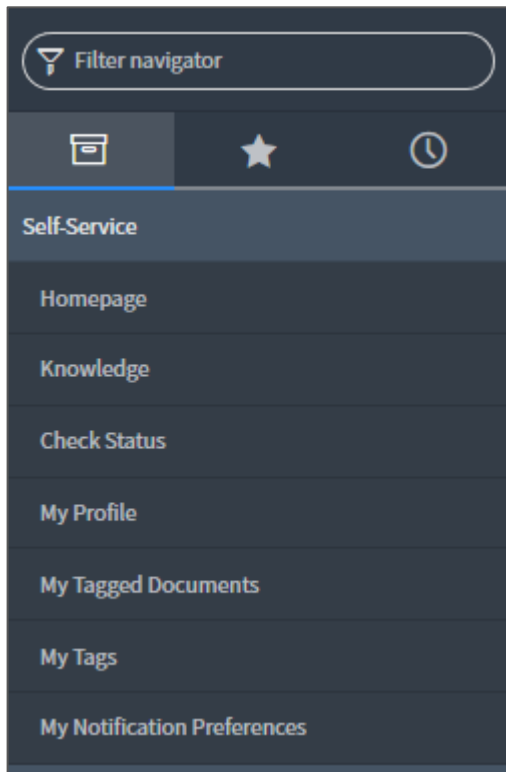 Filter navigator
Self-Service
Homepage
Knowledge
Check Status
My Profile
My Tagged Documents
My Tags
My Notification Preferences